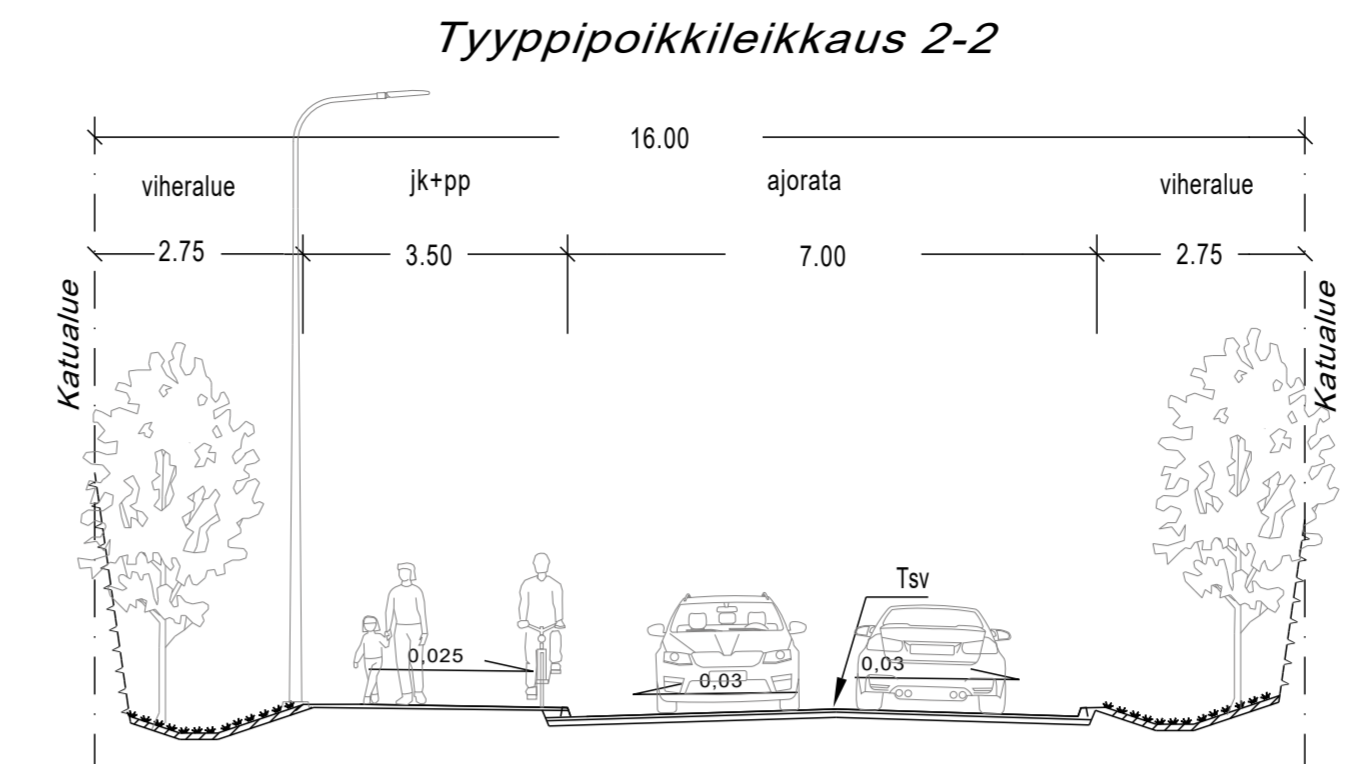 Tyyppipoikkileikkaus 2-2
16.00
viheralue jk+pp ajorata viheralue
2.75 3.50 7.00 2.75
Katualue
Katualue
Tsv
0,025 0,03 0,03